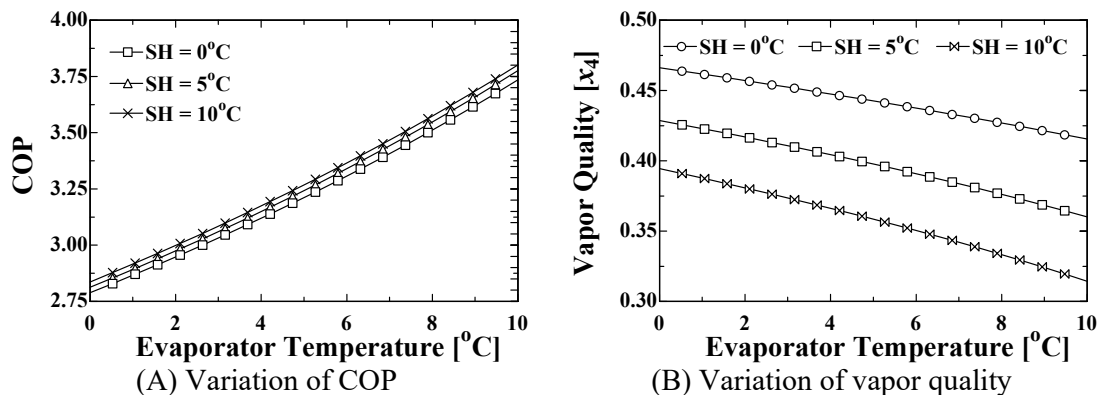 4.00
3.75
3.50
3.25
3.00
2.75
COP
SH = 0°C
SH = 5°C
SH = 10°C
0 2 4 6 8 10
Evaporator Temperature [°C]
(A) Variation of COP
0.50
0.45
0.40
0.35
0.30
Vapor Quality [x4]
SH = 0°C SH = 5°C SH = 10°C
0 2 4 6 8 10
Evaporator Temperature [°C]
(B) Variation of vapor quality